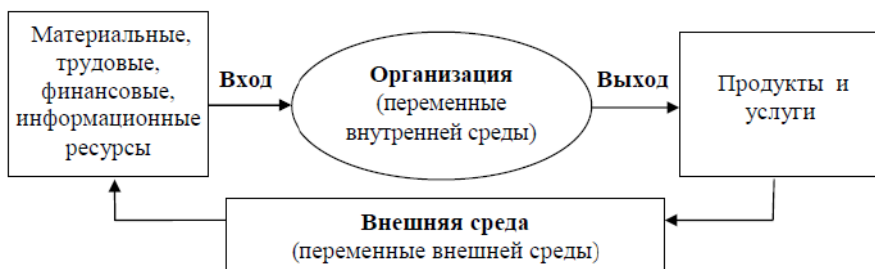 Материальные,
трудовые,
финансовые,
информационные
ресурсы
Вход
Организация
(переменные
внутренней среды)
Выход
Продукты и
услуги
Внешняя среда
(переменные внешней среды)